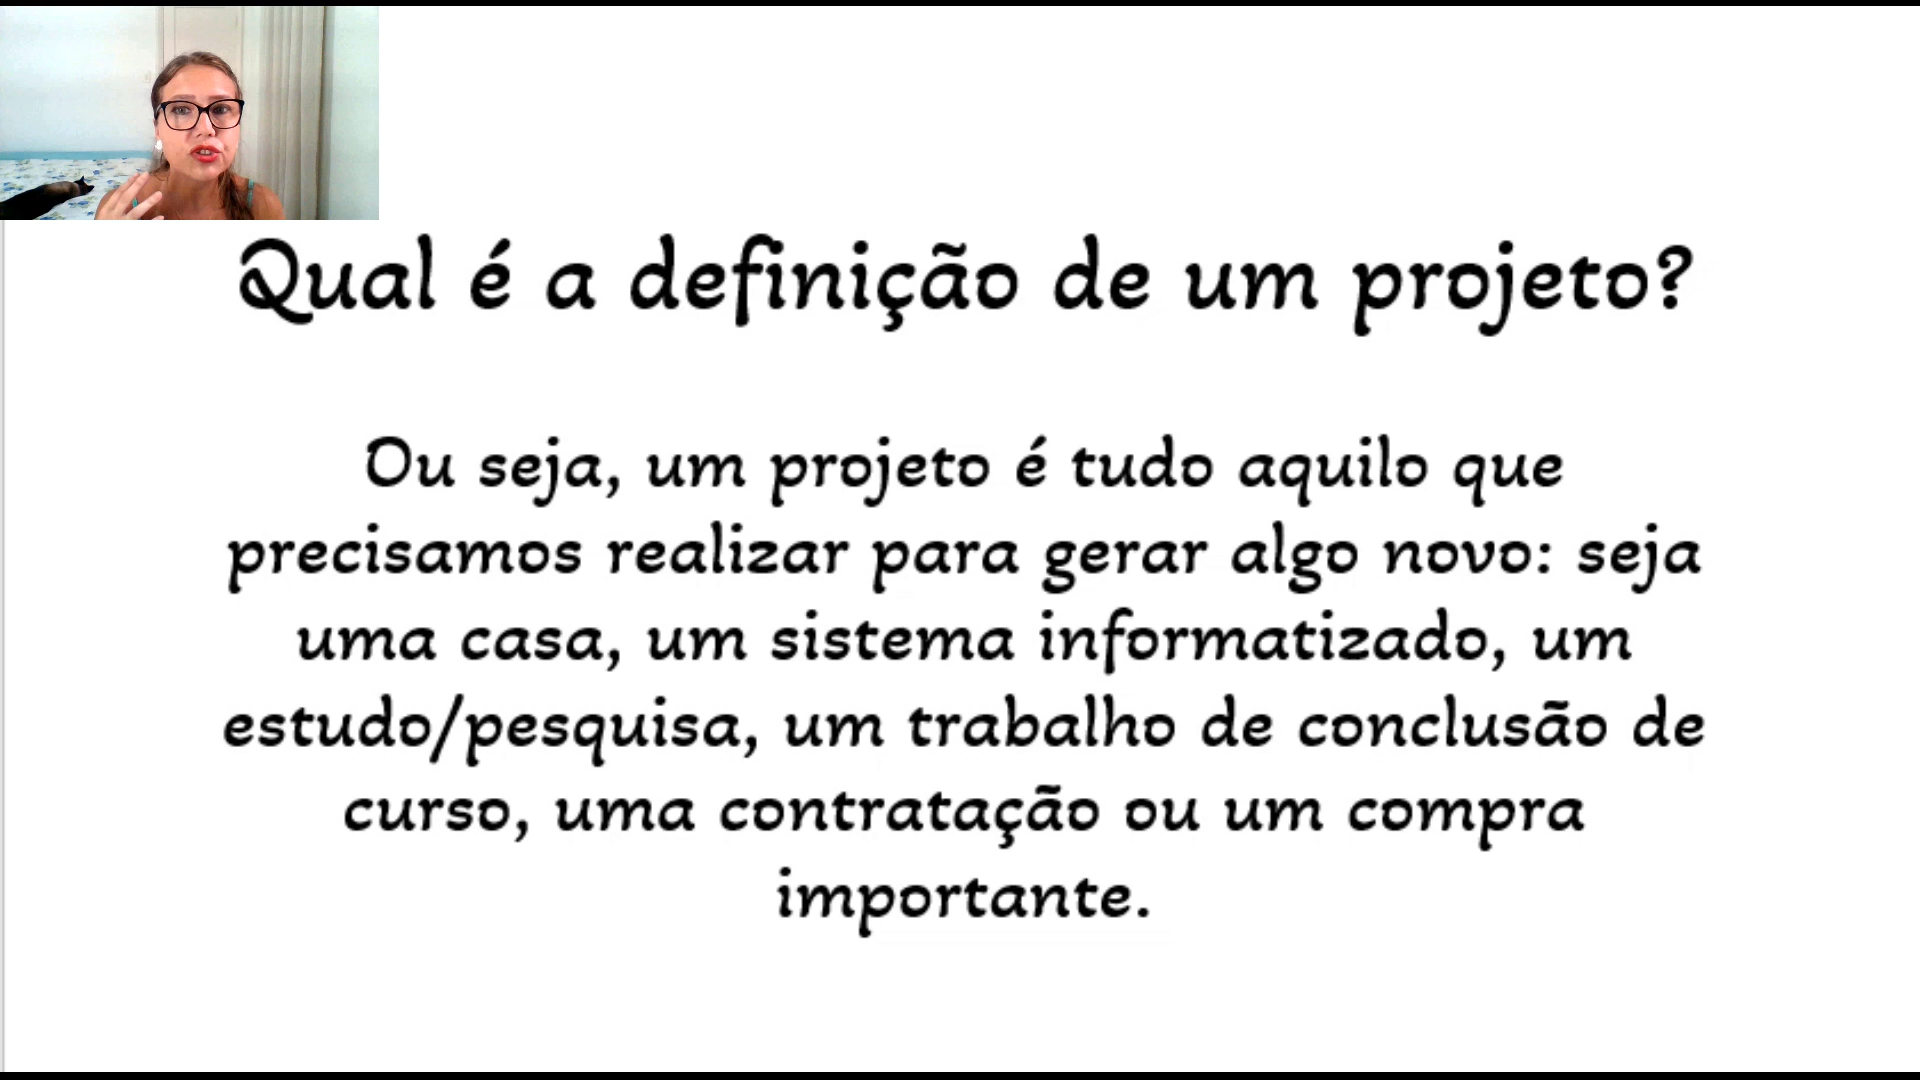 Qual é a definição de um projeto?
Ou seja, um projeto é tudo aquilo que
precisamos realizar para gerar algo novo: seja
uma casa, um sistema informatizado, um
estudo/pesquisa, um trabalho de conclusão de
curso, uma contratação ou um compra
importante.